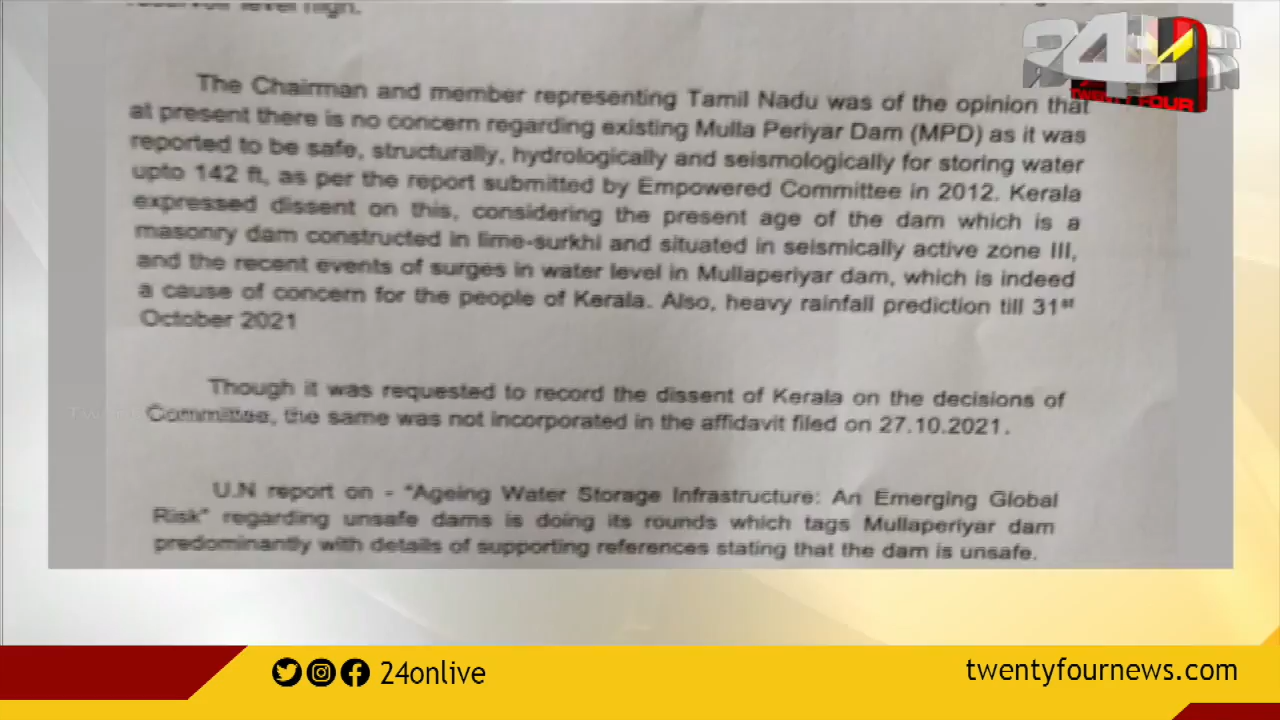 reservoir level high.
The Chairman and member representing Tamil Nadu was of the opinion that
at present there is no concern regarding existing Mulla Periyar Dam (MPD) as it was
reported to be safe, structurally, hydrologically and seismologically for storing water
upto 142 ft, as per the report submitted by Empowered Committee in 2012. Kerala
expressed dissent on this, considering the present age of the dam which is a
masonry dam constructed in lime-surkhi and situated in seismically active zone III,
and the recent events of surges in water level in Mullaperiyar dam, which is indeed
a cause of concern for the people of Kerala. Also, heavy rainfall prediction till 31st
October 2021
Though it was requested to record the dissent of Kerala on the decisions of
Committee, the same was not incorporated in the affidavit filed on 27.10.2021.
U.N report on - "Ageing Water Storage Infrastructure: An Emerging Global
Risk" regarding unsafe dams is doing its rounds which tags Mullaperiyar dam
predominantly with details of supporting references stating that the dam is unsafe.
24
TWENTY FOUR
24onlive
twentyfournews.com